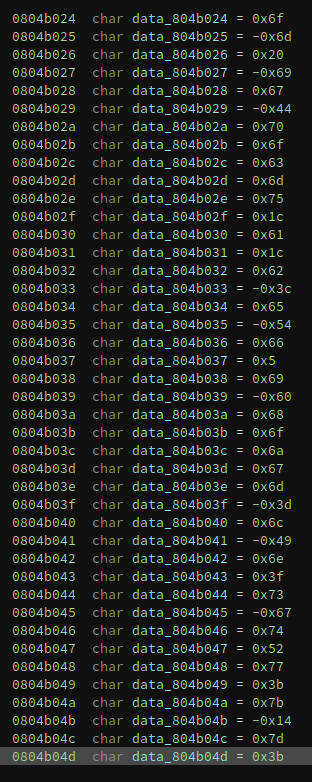 0804b024  char data_804b024 = 0x6f
0804b025  char data_804b025 = -0x6d
0804b026  char data_804b026 = 0x20
0804b027  char data_804b027 = -0x69
0804b028  char data_804b028 = 0x67
0804b029  char data_804b029 = -0x44
0804b02a  char data_804b02a = 0x70
0804b02b  char data_804b02b = 0x6f
0804b02c  char data_804b02c = 0x63
0804b02d  char data_804b02d = 0x6d
0804b02e  char data_804b02e = 0x75
0804b02f  char data_804b02f = 0x1c
0804b030  char data_804b030 = 0x61
0804b031  char data_804b031 = 0x1c
0804b032  char data_804b032 = 0x62
0804b033  char data_804b033 = -0x3c
0804b034  char data_804b034 = 0x65
0804b035  char data_804b035 = -0x54
0804b036  char data_804b036 = 0x66
0804b037  char data_804b037 = 0x5
0804b038  char data_804b038 = 0x69
0804b039  char data_804b039 = -0x60
0804b03a  char data_804b03a = 0x68
0804b03b  char data_804b03b = 0x6f
0804b03c  char data_804b03c = 0x6a
0804b03d  char data_804b03d = 0x67
0804b03e  char data_804b03e = 0x6d
0804b03f  char data_804b03f = -0x3d
0804b040  char data_804b040 = 0x6c
0804b041  char data_804b041 = -0x49
0804b042  char data_804b042 = 0x6e
0804b043  char data_804b043 = 0x3f
0804b044  char data_804b044 = 0x73
0804b045  char data_804b045 = -0x67
0804b046  char data_804b046 = 0x74
0804b047  char data_804b047 = 0x52
0804b048  char data_804b048 = 0x77
0804b049  char data_804b049 = 0x3b
0804b04a  char data_804b04a = 0x7b
0804b04b  char data_804b04b = -0x14
0804b04c  char data_804b04c = 0x7d
0804b04d  char data_804b04d = 0x3b